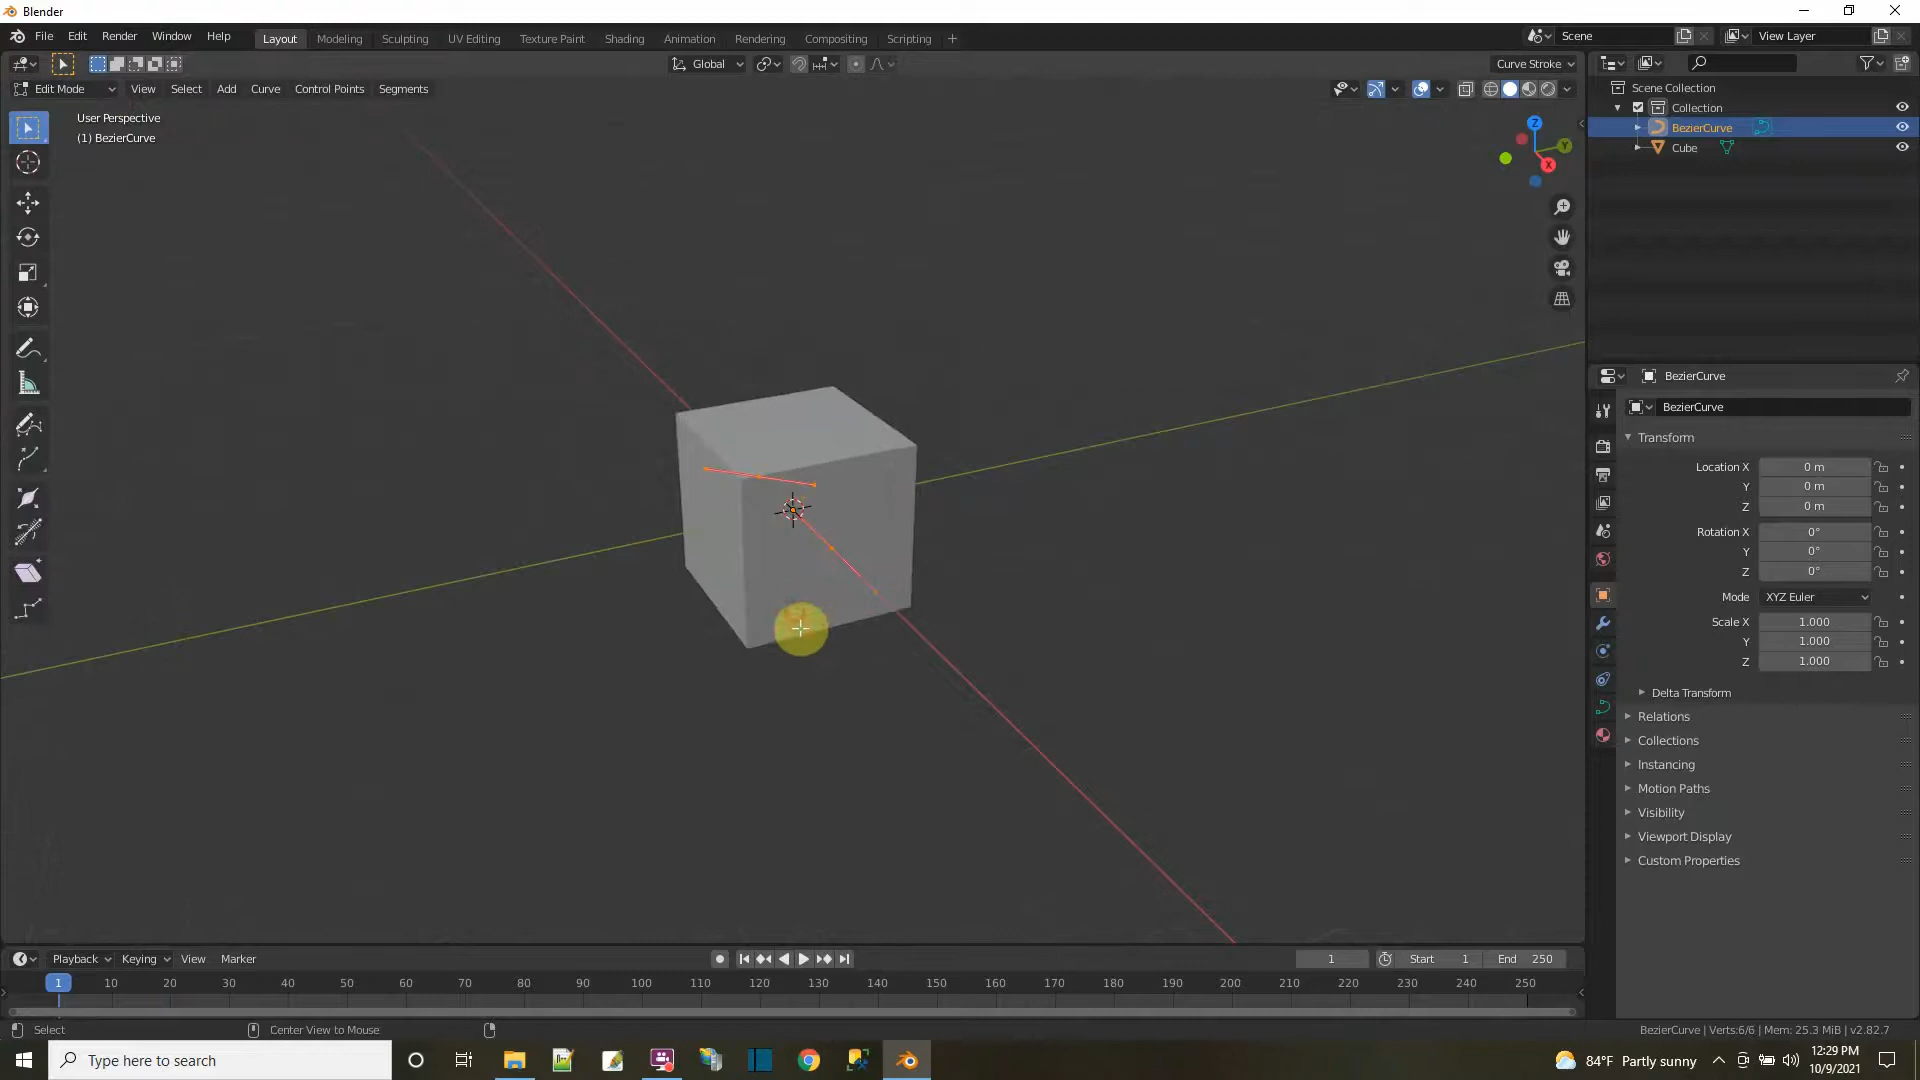 Blender
File Edit Render Window Help
Layout Modeling Sculpting UV Editing Texture Paint Shading Animation Rendering Compositing Scripting +
Scene
View Layer
Global
Curve Stroke
Edit Mode View Select Add Curve Control Points Segments
User Perspective
(1) BezierCurve
Z
Y
X
Scene Collection
Collection
BezierCurve
Cube
BezierCurve
BezierCurve
Transform
Location X 0 m
Y 0 m
Z 0 m
Rotation X 0°
Y 0°
Z 0°
Mode XYZ Euler
Scale X 1.000
Y 1.000
Z 1.000
Delta Transform
Relations
Collections
Instancing
Motion Paths
Visibility
Viewport Display
Custom Properties
Playback Keying View Marker
1 Start 1 End 250
1 10 20 30 40 50 60 70 80 90 100 110 120 130 140 150 160 170 180 190 200 210 220 230 240 250
Select Center View to Mouse
BezierCurve | Verts:6/6 | Mem: 25.3 MiB | v2.82.7
Type here to search
84°F Partly sunny
12:29 PM
10/9/2021